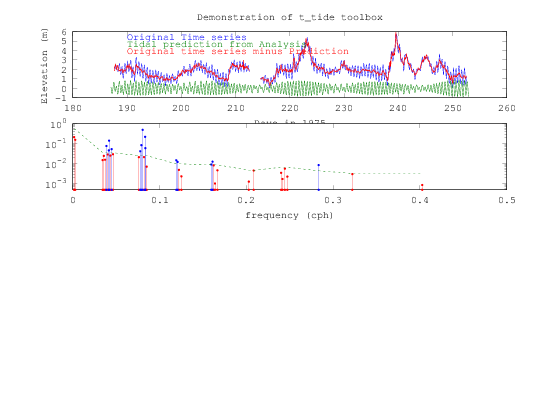 Demonstration of t_tide toolbox
Original Time series
Tidal prediction from Analysis
Original time series minus Prediction
Elevation (m)
6
5
4
3
2
1
0
-1
180 190 200 210 220 230 240 250 260
Days in 1975
10^0
10^-1
10^-2
10^-3
0 0.1 0.2 0.3 0.4 0.5
frequency (cph)